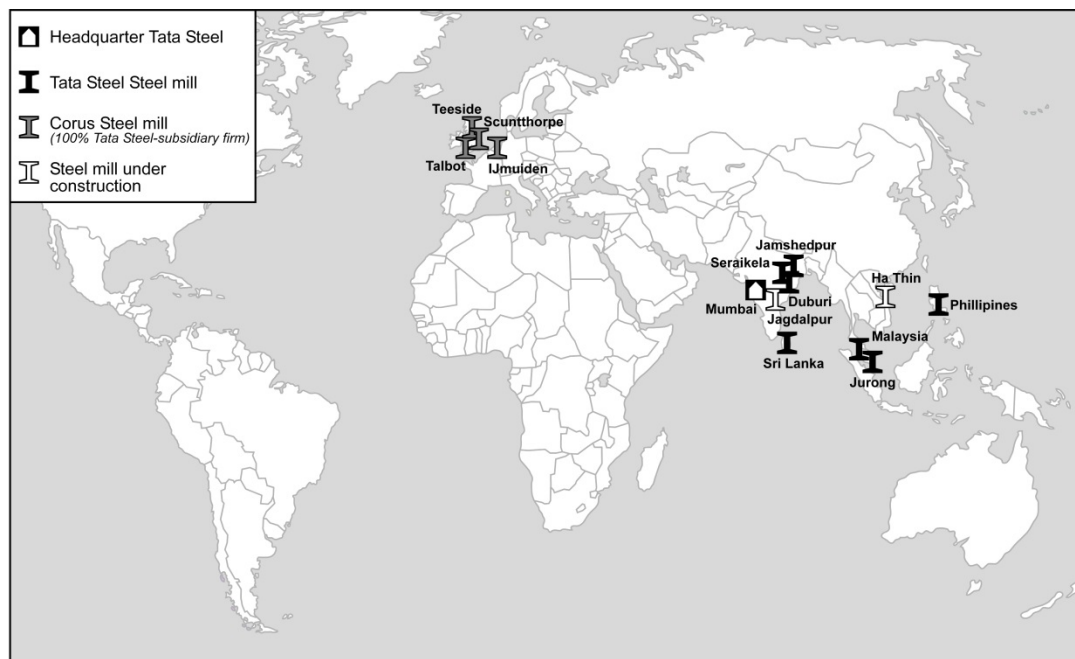 Headquarter Tata Steel
Tata Steel Steel mill
Corus Steel mill
(100% Tata Steel-subsidiary firm)
Steel mill under
construction
Teeside
Scuntthorpe
Talbot
IJmuiden
Jamshedpur
Seraikela
Ha Thin
Mumbai
Duburi
Phillipines
Jagdalpur
Malaysia
Sri Lanka
Jurong